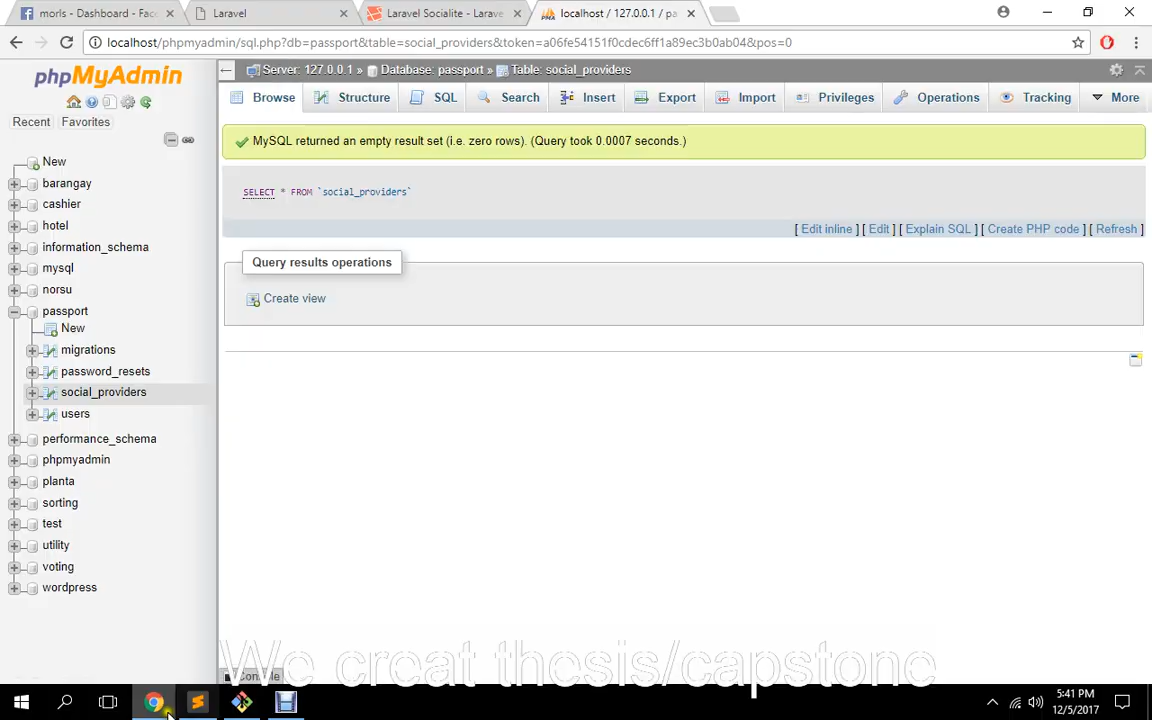 morls - Dashboard - Fac
Laravel
Laravel Socialite - Larave
localhost / 127.0.0.1 / pa
localhost/phpmyadmin/sql.php?db=passport&table=social_providers&token=a06fe54151f0cdec6ff1a89ec3b0ab04&pos=0
phpMyAdmin
Recent
Favorites
New
barangay
cashier
hotel
information_schema
mysql
norsu
passport
New
migrations
password_resets
social_providers
users
performance_schema
phpmyadmin
planta
sorting
test
utility
voting
wordpress
Server: 127.0.0.1 » Database: passport » Table: social_providers
Browse Structure SQL Search Insert Export Import Privileges Operations Tracking More
MySQL returned an empty result set (i.e. zero rows). (Query took 0.0007 seconds.)
SELECT * FROM `social_providers`
[ Edit inline ] [ Edit ] [ Explain SQL ] [ Create PHP code ] [ Refresh ]
Query results operations
Create view
We creat thesis/capstone
Console
5:41 PM
12/5/2017